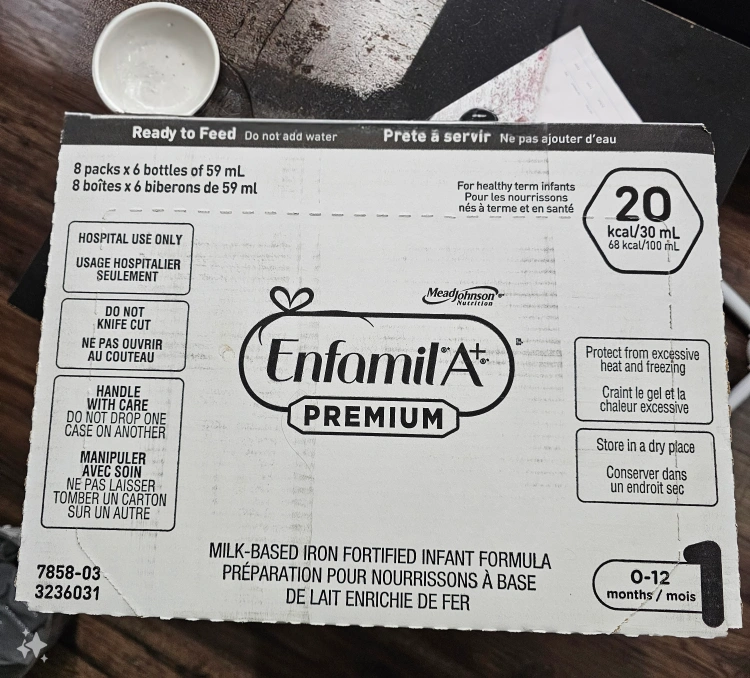 Ready to Feed Do not add water Prête à servir Ne pas ajouter d'eau
8 packs x 6 bottles of 59 mL
8 boîtes x 6 biberons de 59 ml
For healthy term infants
Pour les nourrissons
nés à terme et en santé
20
kcal/30 mL
68 kcal/100 mL
HOSPITAL USE ONLY
USAGE HOSPITALIER
SEULEMENT
DO NOT
KNIFE CUT
NE PAS OUVRIR
AU COUTEAU
HANDLE
WITH CARE
DO NOT DROP ONE
CASE ON ANOTHER
MANIPULER
AVEC SOIN
NE PAS LAISSER
TOMBER UN CARTON
SUR UN AUTRE
MeadJohnson
Nutrition
Enfamil A+
PREMIUM
Protect from excessive
heat and freezing
Craint le gel et la
chaleur excessive
Store in a dry place
Conserver dans
un endroit sec
7858-03
3236031
MILK-BASED IRON FORTIFIED INFANT FORMULA
PRÉPARATION POUR NOURRISSONS À BASE
DE LAIT ENRICHIE DE FER
0-12
months / mois
1